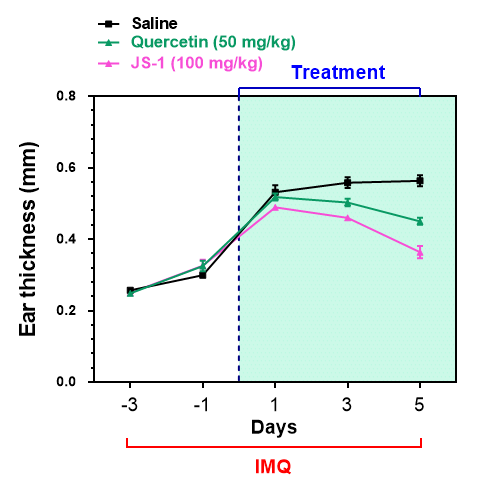 Saline
Quercetin (50 mg/kg)
JS-1 (100 mg/kg)
Treatment
0.8
0.6
0.4
0.2
0.0
Ear thickness (mm)
-3 -1 1 3 5
Days
IMQ